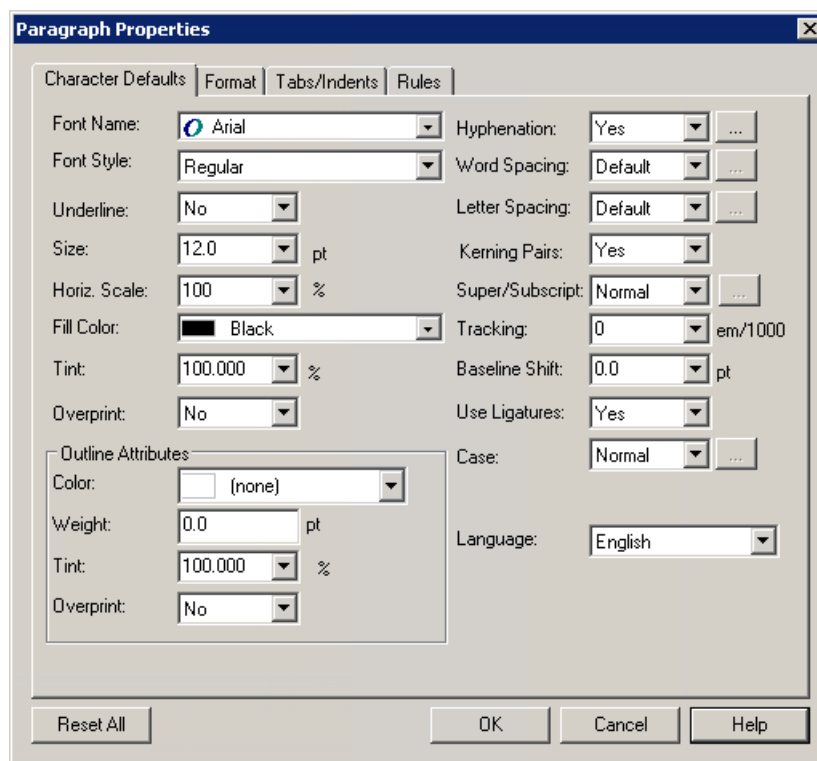 Paragraph Properties
Character Defaults Format Tabs/Indents Rules
Font Name: Arial
Font Style: Regular
Underline: No
Size: 12.0 pt
Horiz. Scale: 100 %
Fill Color: Black
Tint: 100.000 %
Overprint: No
Outline Attributes
Color: (none)
Weight: 0.0 pt
Tint: 100.000 %
Overprint: No
Hyphenation: Yes ...
Word Spacing: Default ...
Letter Spacing: Default ...
Kerning Pairs: Yes
Super/Subscript: Normal ...
Tracking: 0 em/1000
Baseline Shift: 0.0 pt
Use Ligatures: Yes
Case: Normal ...
Language: English
Reset All OK Cancel Help